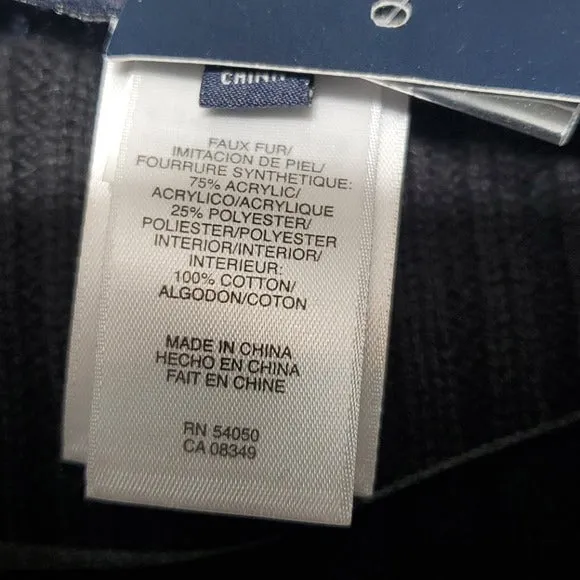 FAUX FUR/
IMITACION DE PIEL/
FOURRURE SYNTHETIQUE:
75% ACRYLIC/
ACRYLICO/ACRYLIQUE
25% POLYESTER/
POLIESTER/POLYESTER
INTERIOR/INTERIOR/
INTERIEUR:
100% COTTON/
ALGODON/COTON
MADE IN CHINA
HECHO EN CHINA
FAIT EN CHINE
RN 54050
CA 08349